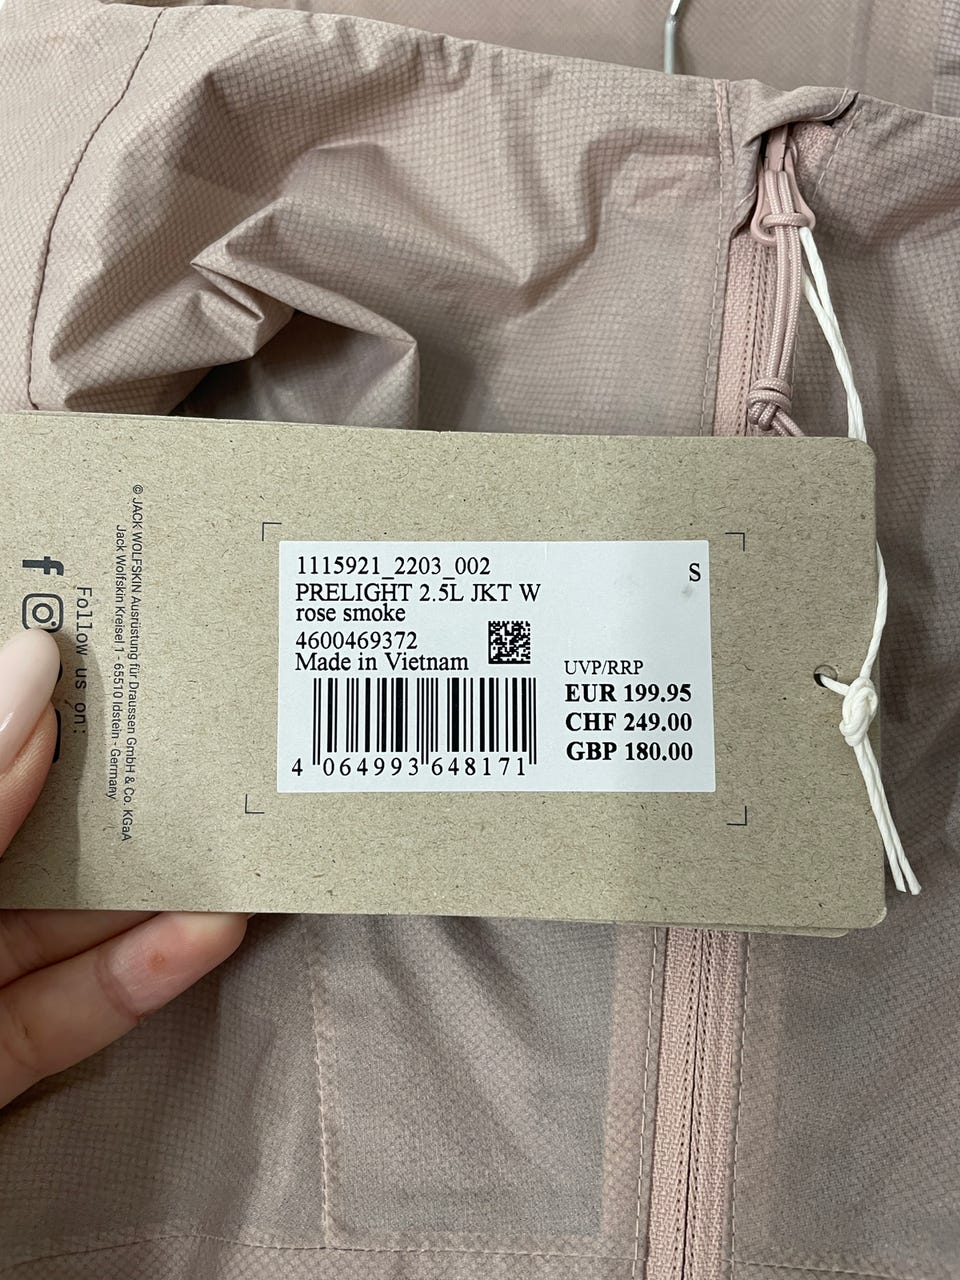 1115921_2203_002
S
PRELIGHT 2.5L JKT W
rose smoke
4600469372
Made in Vietnam
UVP/RRP
EUR 199.95
CHF 249.00
GBP 180.00
4 064993 648171
© JACK WOLFSKIN Ausrüstung für Draussen GmbH & Co. KGaA
Jack Wolfskin Kreisel 1 - 65510 Idstein - Germany
Follow us on: